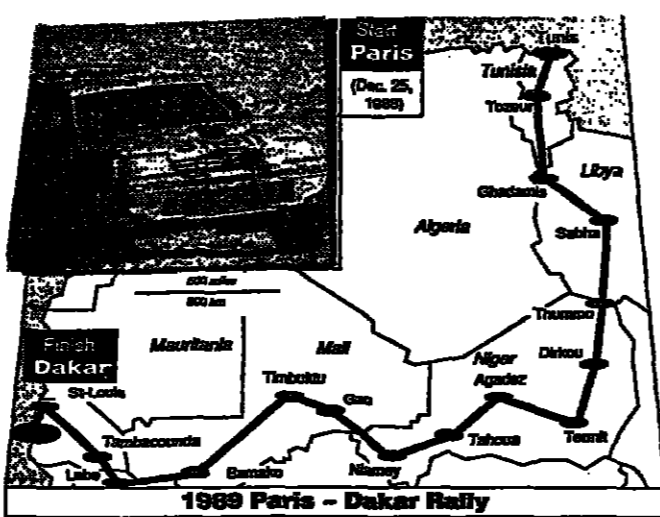 Start
Paris
(Dec. 25,
1988)
Tunis
Tunisia
Tozeur
Ghadamis
Libya
Sabha
Algeria
500 miles
800 km
Thummo
Mauritania
Mali
Niger
Dirkou
Finish
Dakar
Timbuktu
Gao
Agadez
St-Louis
Tambacounda
Tahoua
Termit
Labe
Bamako
Niamey
1989 Paris - Dakar Rally